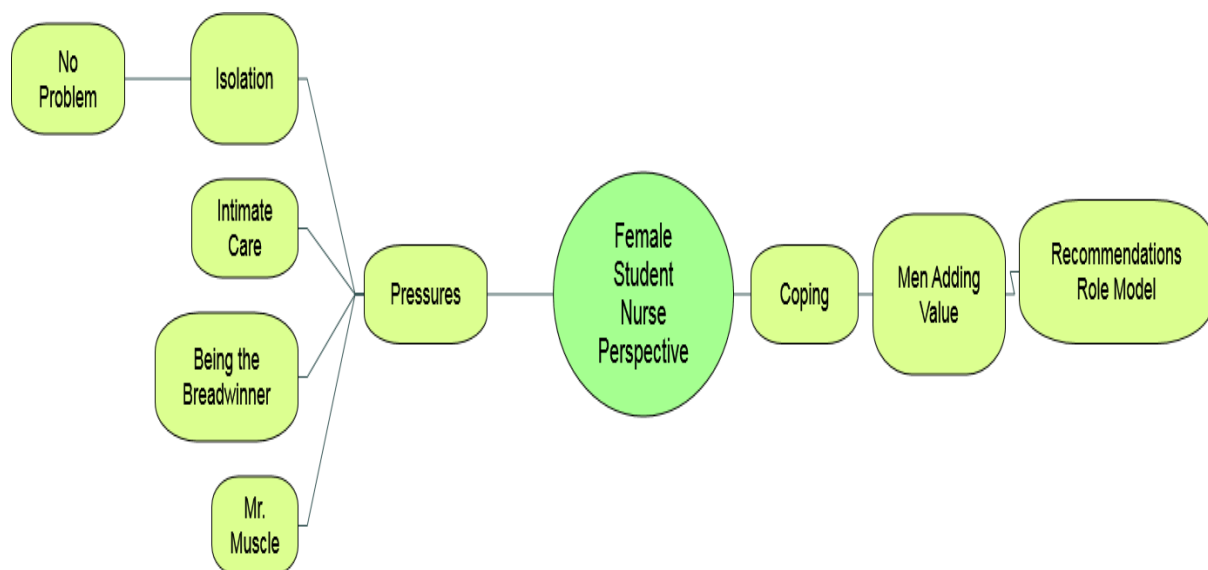 No
Problem
Isolation
Intimate
Care
Being the
Breadwinner
Mr.
Muscle
Pressures
Female
Student
Nurse
Perspective
Coping
Men Adding
Value
Recommendations
Role Model